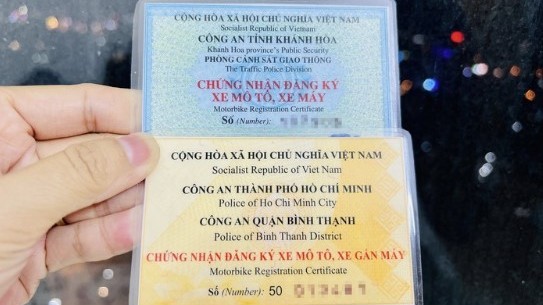 CỘNG HÒA XÃ HỘI CHỦ NGHĨA VIỆT NAM
Socialist Republic of Vietnam
CÔNG AN TỈNH KHÁNH HÒA
Khanh Hoa province's Public Security
PHÒNG CẢNH SÁT GIAO THÔNG
The Traffic Police Division
CHỨNG NHẬN ĐĂNG KÝ
XE MÔ TÔ, XE MÁY
Motorbike Registration Certificate
Số (Number):
CỘNG HÒA XÃ HỘI CHỦ NGHĨA VIỆT NAM
Socialist Republic of Viet Nam
CÔNG AN THÀNH PHỐ HỒ CHÍ MINH
Police of Ho Chi Minh City
CÔNG AN QUẬN BÌNH THẠNH
Police of Binh Thanh District
CHỨNG NHẬN ĐĂNG KÝ XE MÔ TÔ, XE GẮN MÁY
Motorbike Registration Certificate
Số (Number): 50